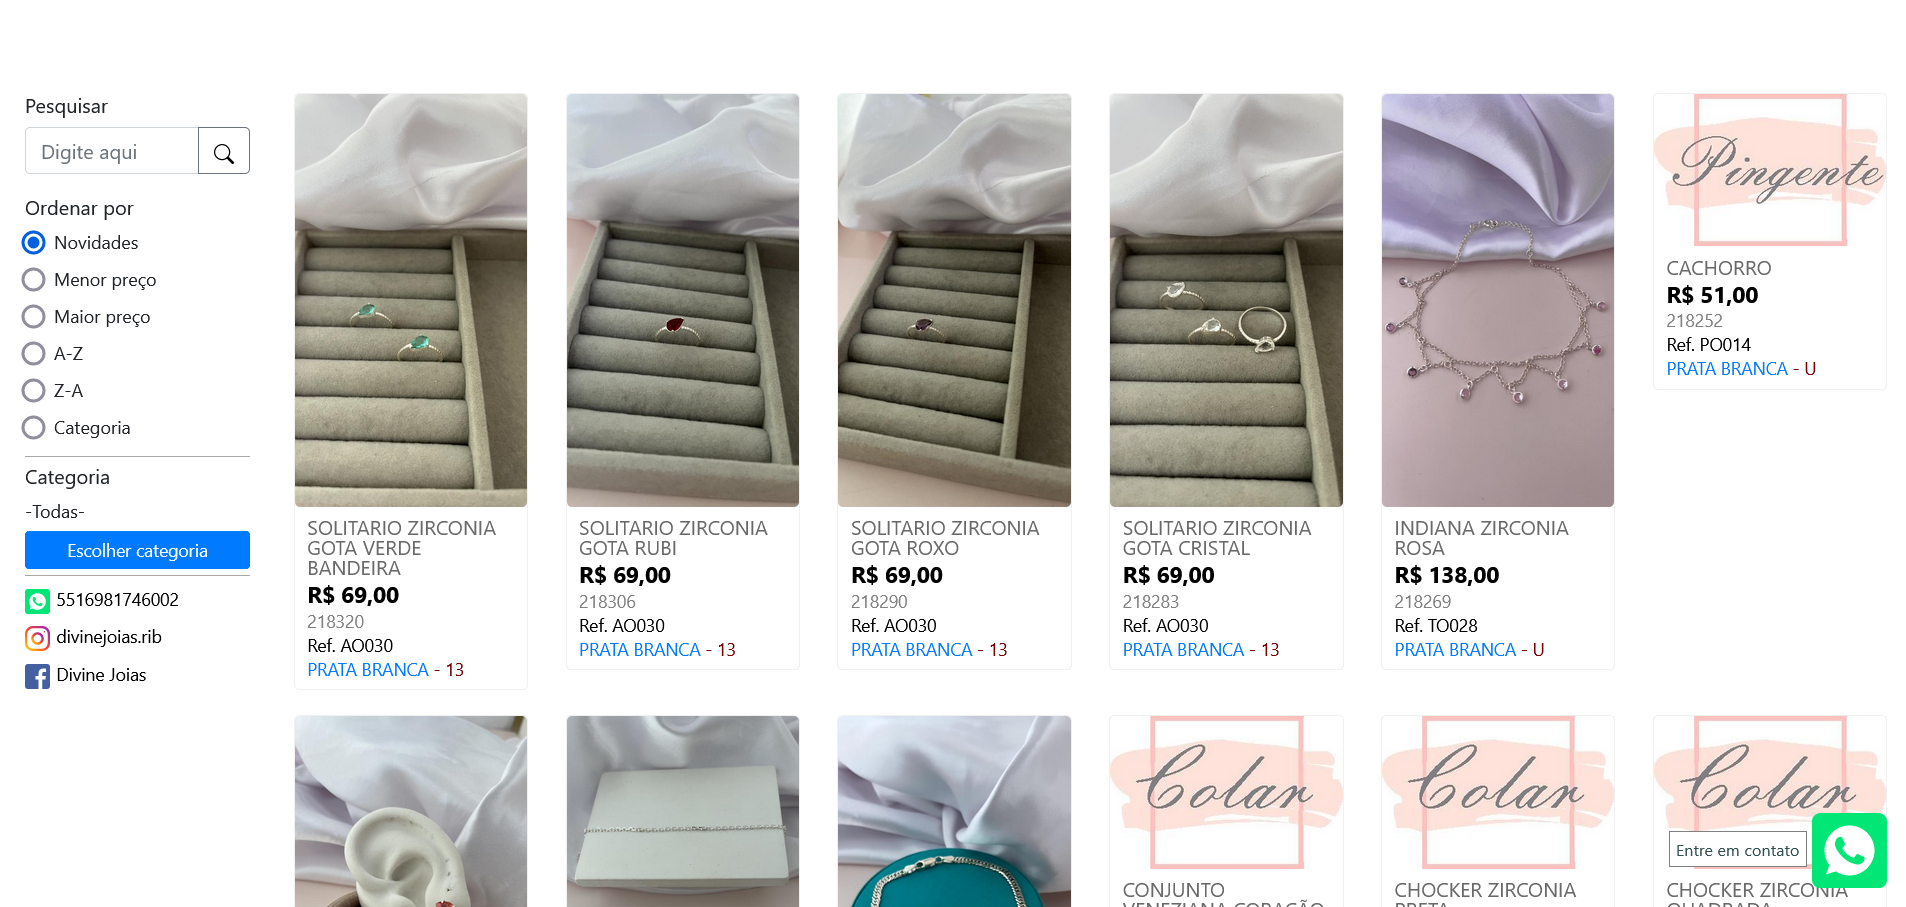 Pesquisar
Digite aqui
Ordenar por
Novidades
Menor preço
Maior preço
A-Z
Z-A
Categoria
Categoria
-Todas-
Escolher categoria
5516981746002
divinejoias.rib
Divine Joias
SOLITARIO ZIRCONIA
GOTA VERDE
BANDEIRA
R$ 69,00
218320
Ref. AO030
PRATA BRANCA - 13
SOLITARIO ZIRCONIA
GOTA RUBI
R$ 69,00
218306
Ref. AO030
PRATA BRANCA - 13
SOLITARIO ZIRCONIA
GOTA ROXO
R$ 69,00
218290
Ref. AO030
PRATA BRANCA - 13
SOLITARIO ZIRCONIA
GOTA CRISTAL
R$ 69,00
218283
Ref. AO030
PRATA BRANCA - 13
INDIANA ZIRCONIA
ROSA
R$ 138,00
218269
Ref. TO028
PRATA BRANCA - U
Pingente
CACHORRO
R$ 51,00
218252
Ref. PO014
PRATA BRANCA - U
Colar
CONJUNTO
VENEZIANA CORAÇÃO
Colar
CHOCKER ZIRCONIA
PRETA
Colar
CHOCKER ZIRCONIA
QUADRADA
Entre em contato